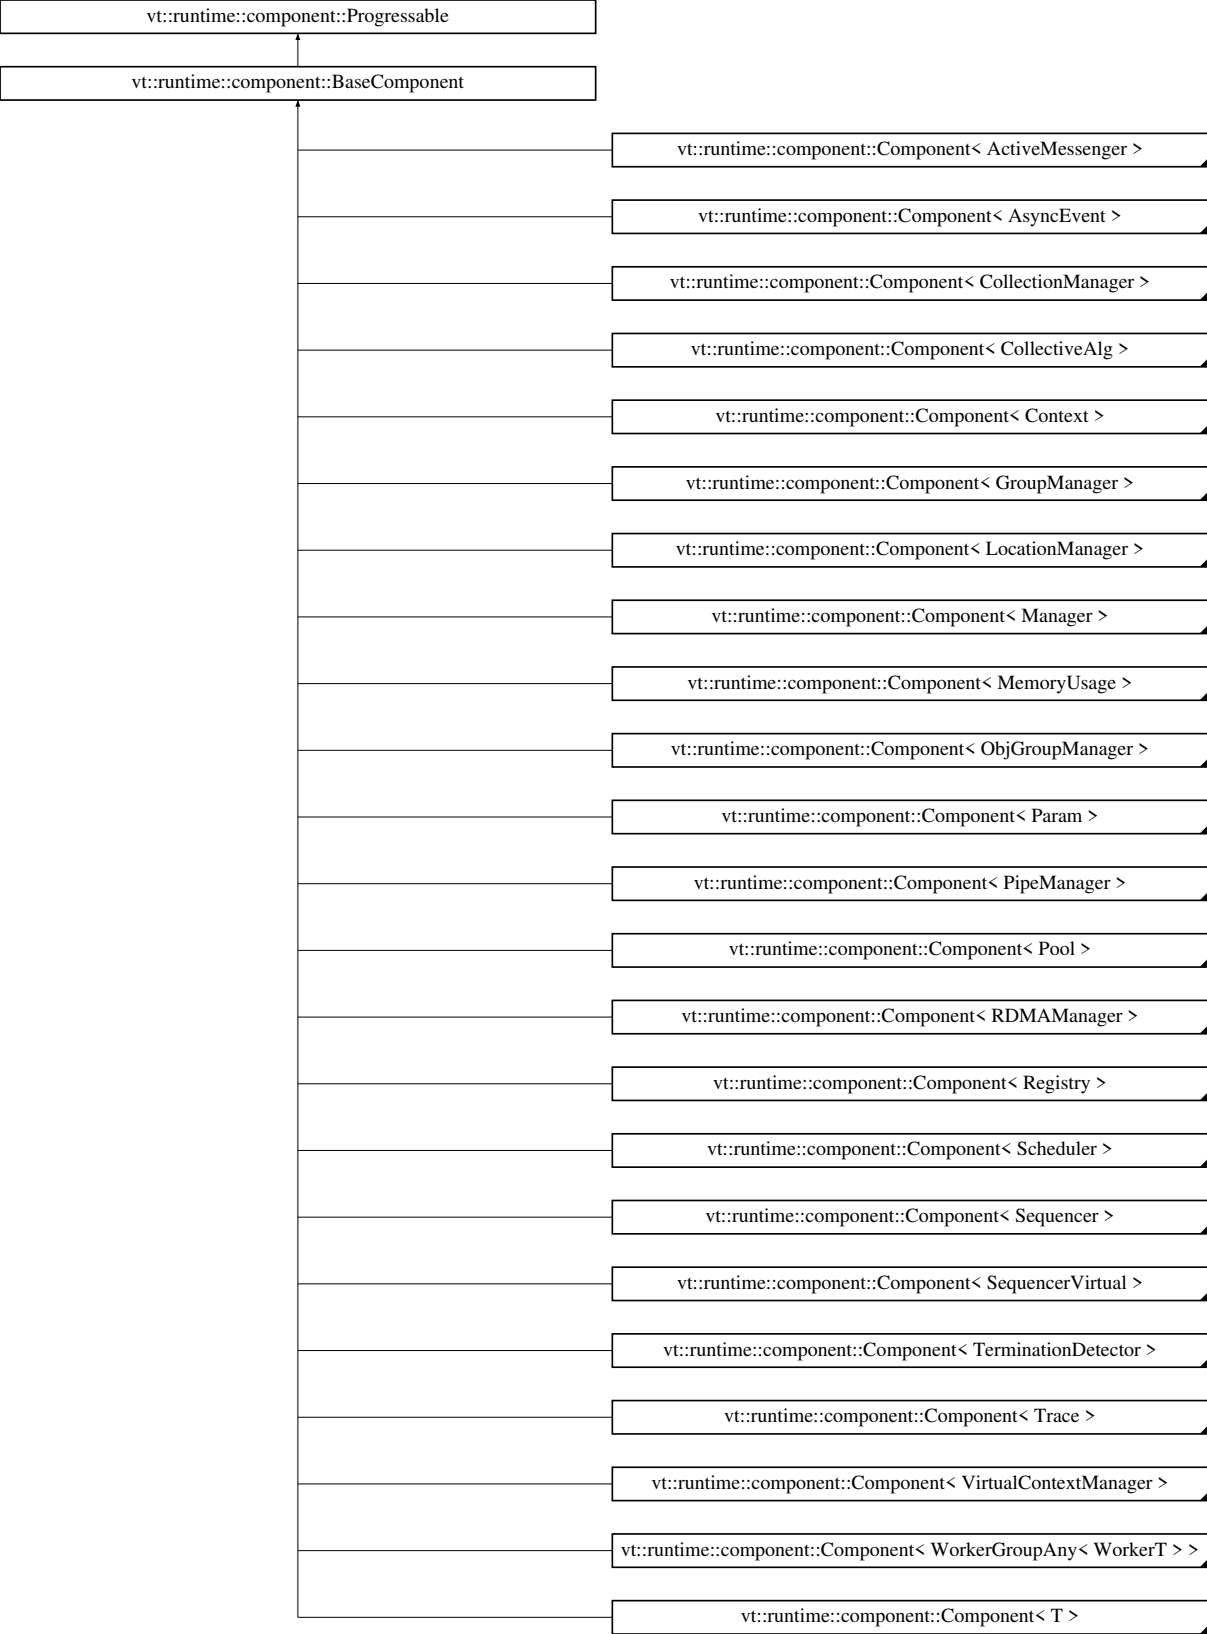 vt::runtime::component::Progressable
vt::runtime::component::BaseComponent
vt::runtime::component::Component< ActiveMessenger >
vt::runtime::component::Component< AsyncEvent >
vt::runtime::component::Component< CollectionManager >
vt::runtime::component::Component< CollectiveAlg >
vt::runtime::component::Component< Context >
vt::runtime::component::Component< GroupManager >
vt::runtime::component::Component< LocationManager >
vt::runtime::component::Component< Manager >
vt::runtime::component::Component< MemoryUsage >
vt::runtime::component::Component< ObjGroupManager >
vt::runtime::component::Component< Param >
vt::runtime::component::Component< PipeManager >
vt::runtime::component::Component< Pool >
vt::runtime::component::Component< RDMAManager >
vt::runtime::component::Component< Registry >
vt::runtime::component::Component< Scheduler >
vt::runtime::component::Component< Sequencer >
vt::runtime::component::Component< SequencerVirtual >
vt::runtime::component::Component< TerminationDetector >
vt::runtime::component::Component< Trace >
vt::runtime::component::Component< VirtualContextManager >
vt::runtime::component::Component< WorkerGroupAny< WorkerT > >
vt::runtime::component::Component< T >